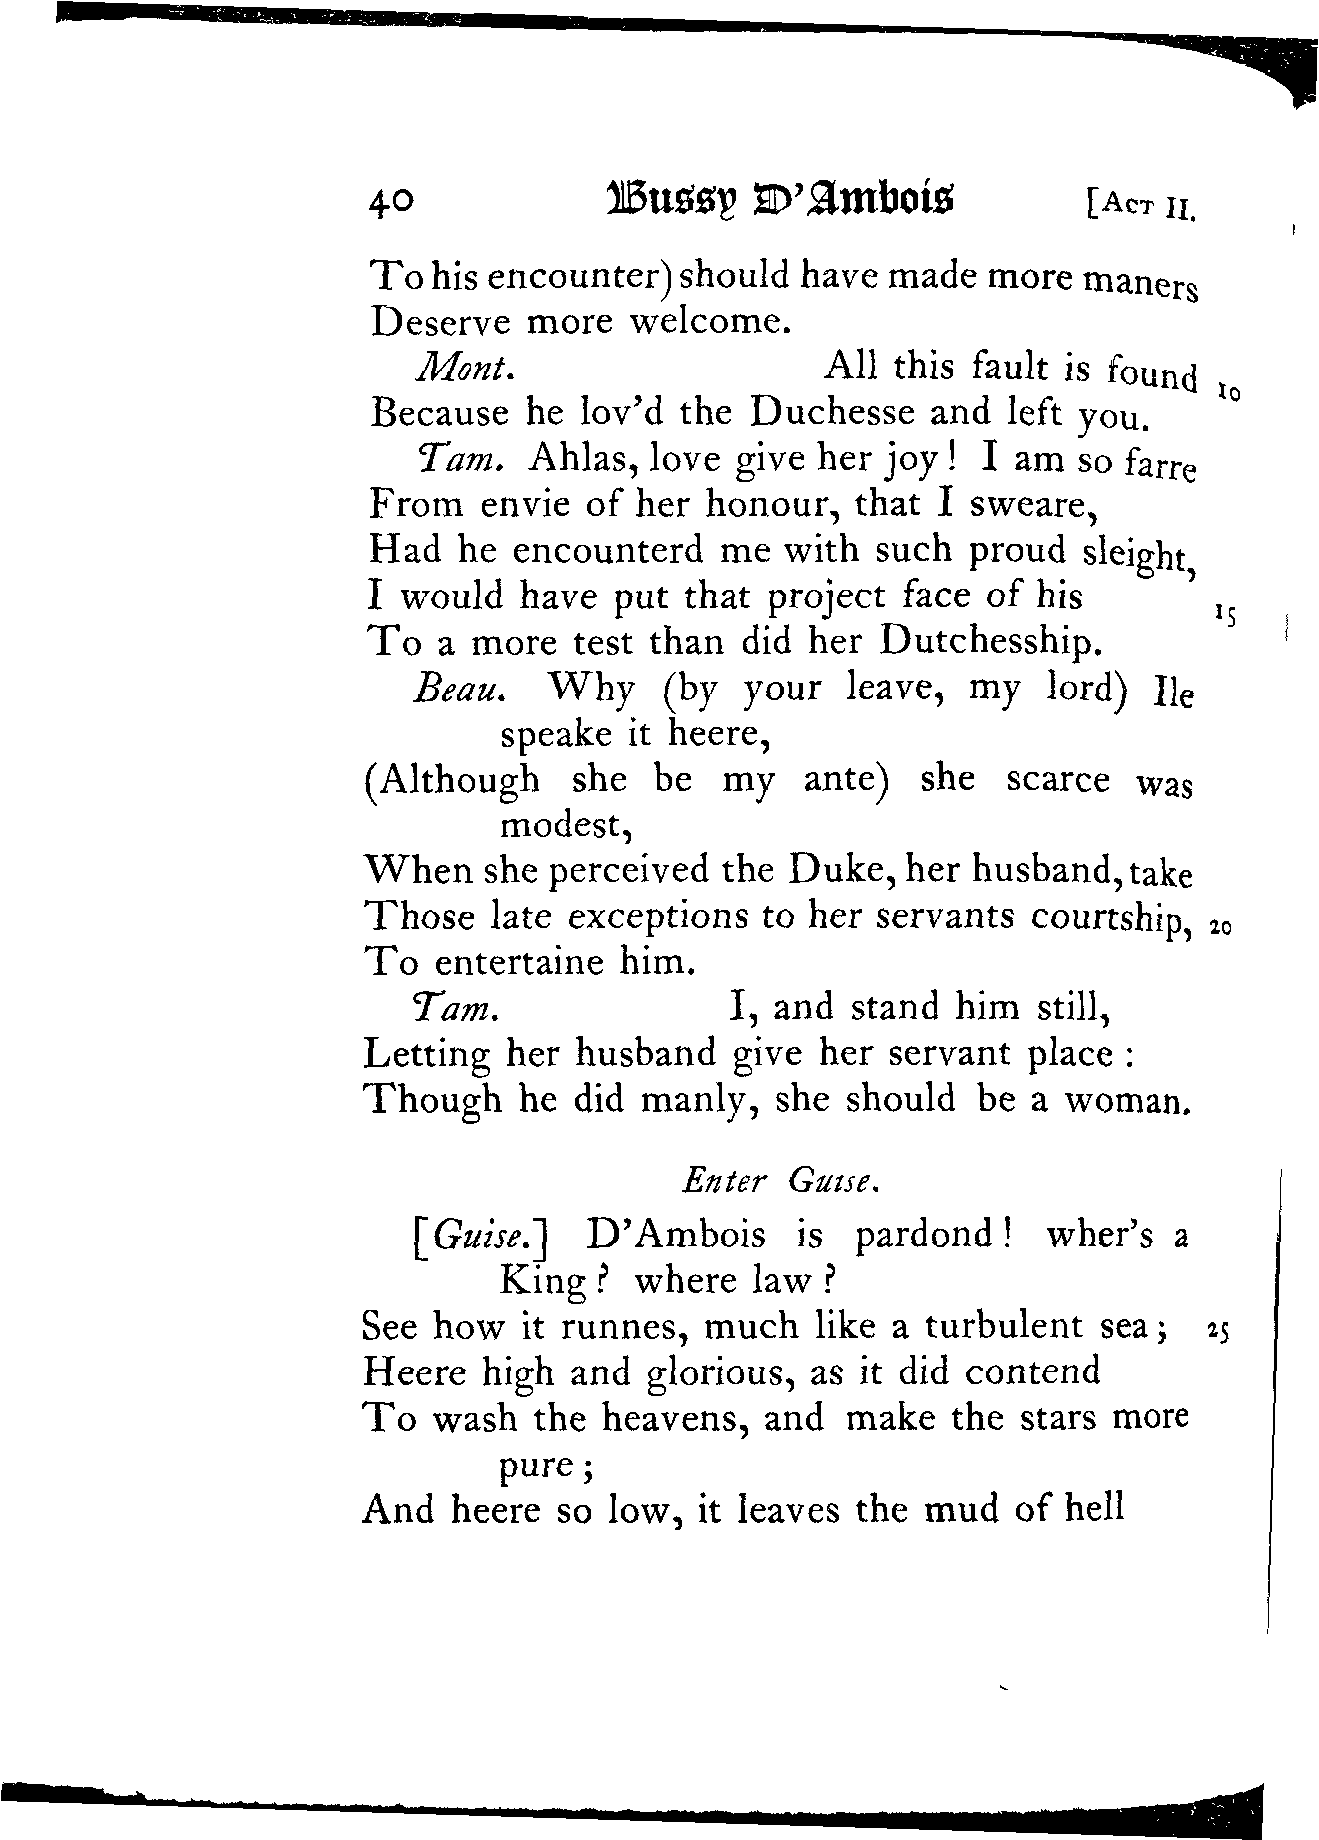 40 Bussy D'Ambois [ACT II.
To his encounter) should have made more maners
Deserve more welcome.
Mont. All this fault is found 10
Because he lov'd the Duchesse and left you.
Tam. Ahlas, love give her joy! I am so farre
From envie of her honour, that I sweare,
Had he encounterd me with such proud sleight,
I would have put that project face of his 15
To a more test than did her Dutchesship.
Beau. Why (by your leave, my lord) Ile
speake it heere,
(Although she be my ante) she scarce was
modest,
When she perceived the Duke, her husband, take
Those late exceptions to her servants courtship, 20
To entertaine him.
Tam. I, and stand him still,
Letting her husband give her servant place :
Though he did manly, she should be a woman.
Enter Guise.
[Guise.] D'Ambois is pardond! wher's a
King? where law?
See how it runnes, much like a turbulent sea; 25
Heere high and glorious, as it did contend
To wash the heavens, and make the stars more
pure;
And heere so low, it leaves the mud of hell